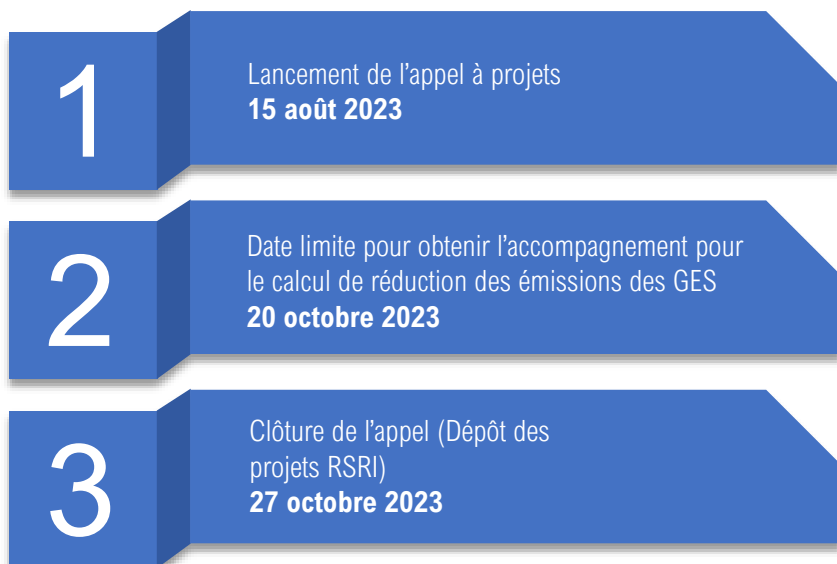 1
Lancement de l’appel à projets
15 août 2023
2
Date limite pour obtenir l’accompagnement pour
le calcul de réduction des émissions des GES
20 octobre 2023
3
Clôture de l’appel (Dépôt des
projets RSRI)
27 octobre 2023